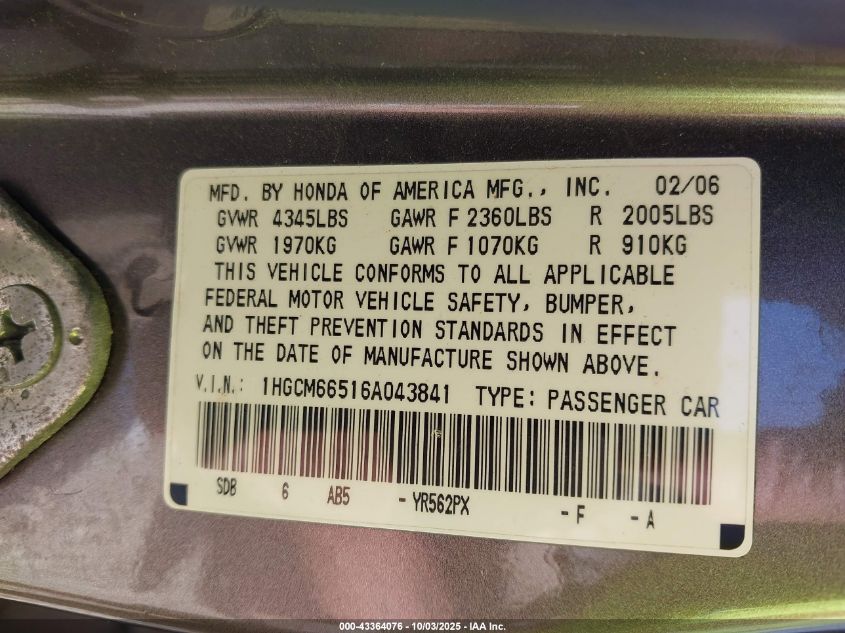 MFD. BY HONDA OF AMERICA MFG., INC. 02/06
GVWR 4345LBS GAWR F 2360LBS R 2005LBS
GVWR 1970KG GAWR F 1070KG R 910KG
THIS VEHICLE CONFORMS TO ALL APPLICABLE
FEDERAL MOTOR VEHICLE SAFETY, BUMPER,
AND THEFT PREVENTION STANDARDS IN EFFECT
ON THE DATE OF MANUFACTURE SHOWN ABOVE.
V.I.N.: 1HGCM66516A043841 TYPE: PASSENGER CAR
SDB 6 AB5 - YR562PX - F - A
000-43364076 - 10/03/2025 - IAA Inc.